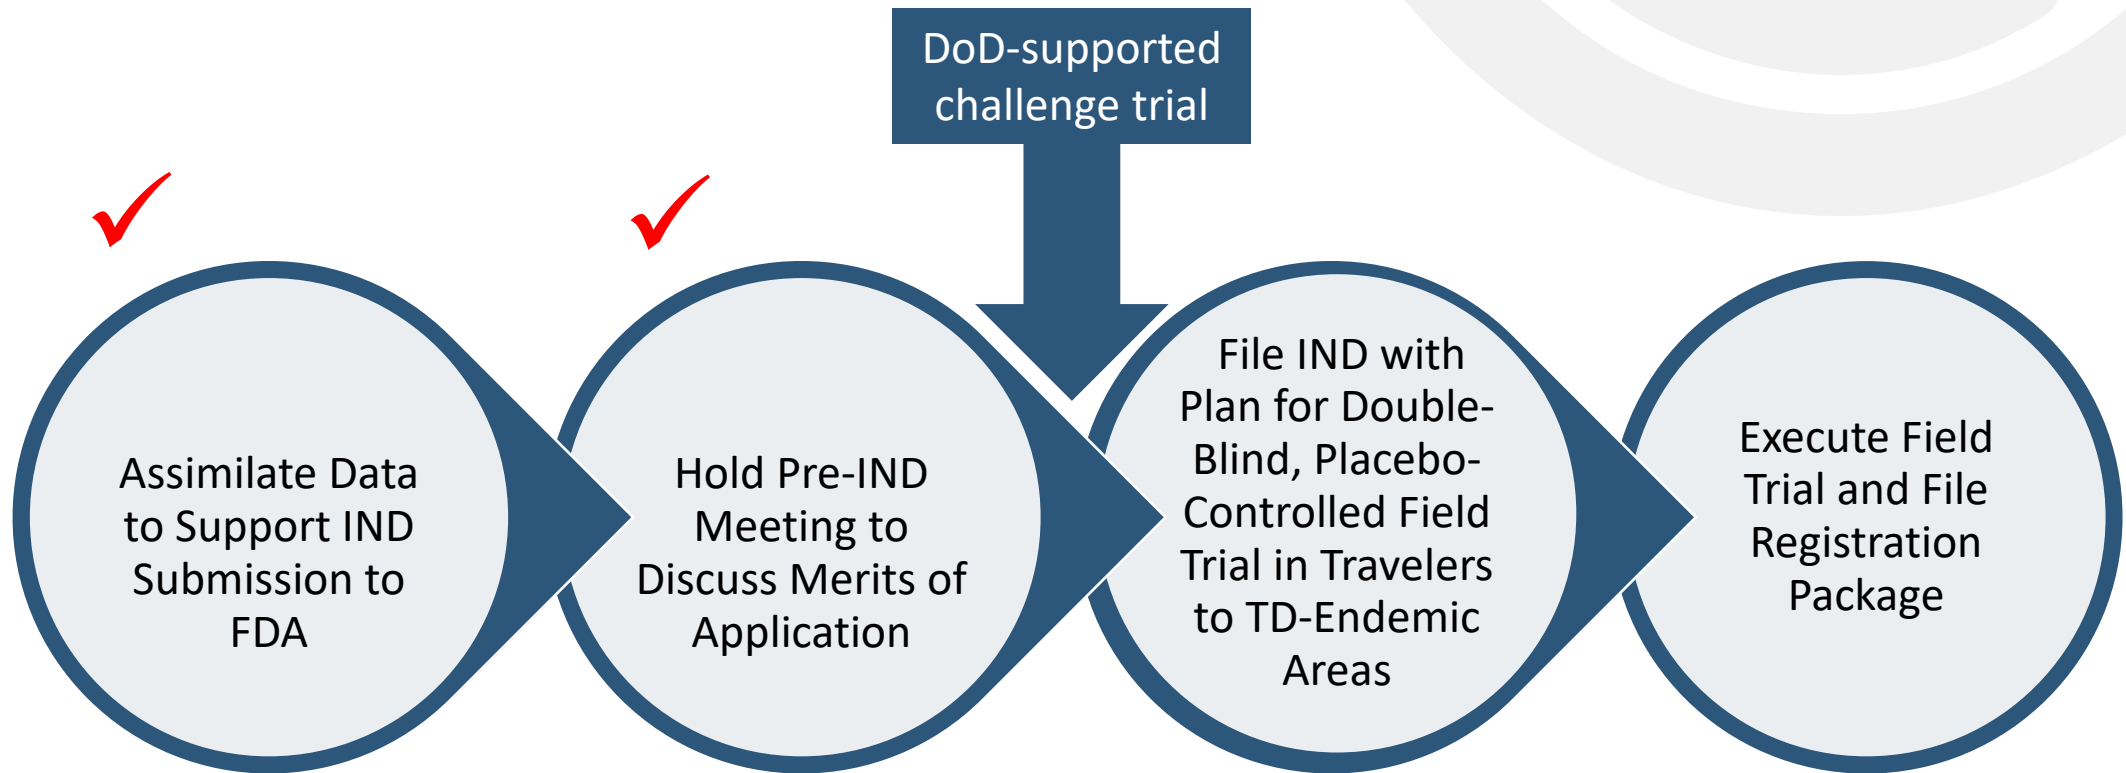 DoD-supported
challenge trial
Assimilate Data
to Support IND
Submission to
FDA
Hold Pre-IND
Meeting to
Discuss Merits of
Application
File IND with
Plan for Double-
Blind, Placebo-
Controlled Field
Trial in Travelers
to TD-Endemic
Areas
Execute Field
Trial and File
Registration
Package